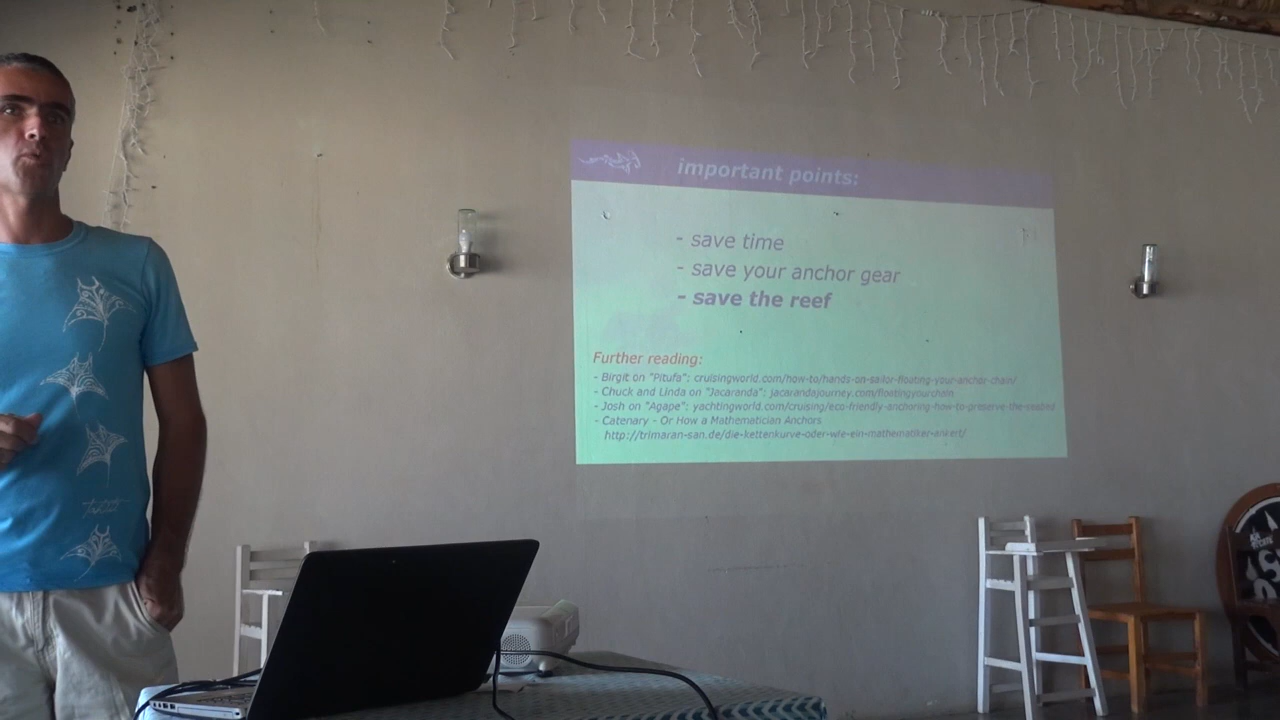 important points:
- save time
- save your anchor gear
- save the reef
Further reading:
- Birgit on "Pitufa": cruisingworld.com/how-to/hands-on-sailor-floating-your-anchor-chain/
- Chuck and Linda on "Jacaranda": jacarandajourney.com/floatingyourchain
- Josh on "Agape": yachtingworld.com/cruising/eco-friendly-anchoring-how-to-preserve-the-seabed
- Catenary - Or How a Mathematician Anchors
http://trimaran-san.de/die-kettenkurve-oder-wie-ein-mathematiker-ankert/